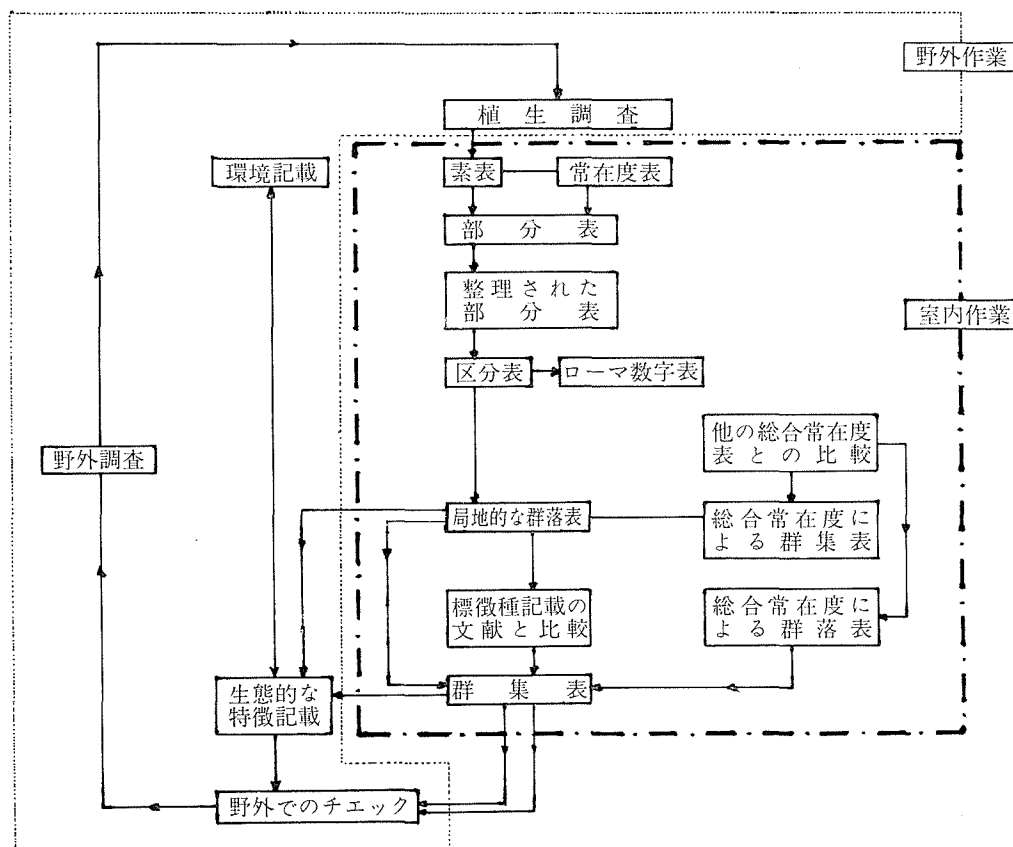 野外作業
植生調査
環境記載
素表
常在度表
部分表
整理された
部分表
室内作業
区分表
ローマ数字表
他の総合常在度
表との比較
野外調査
局地的な群落表
総合常在度に
よる群集表
標徴種記載の
文献と比較
総合常在度に
よる群落表
生態的な
特徴記載
群集表
野外でのチエック